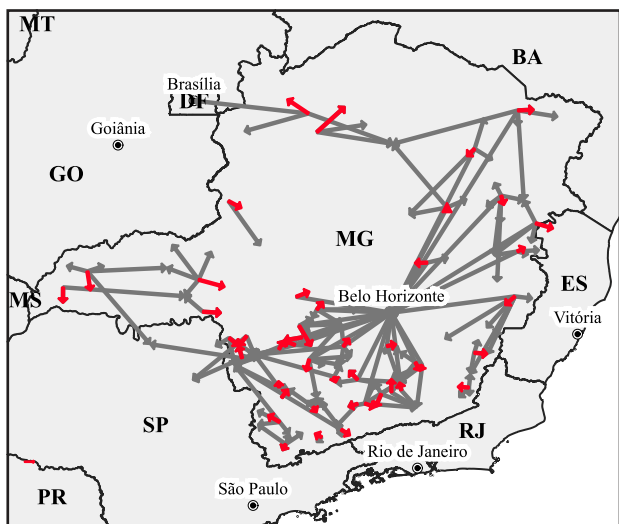 MT
BA
Brasília
DF
Goiânia
GO
MG
MS
Belo Horizonte
ES
Vitória
SP
RJ
Rio de Janeiro
São Paulo
PR